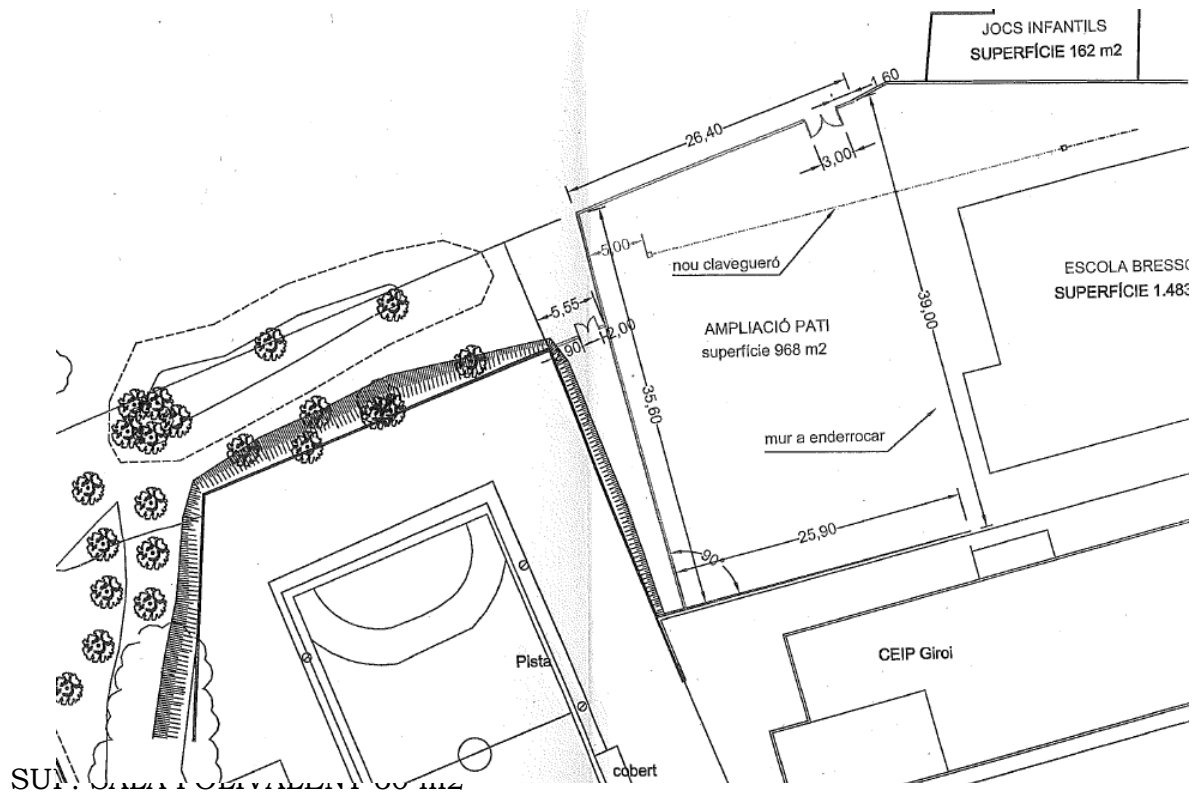 JOCS INFANTILS
SUPERFÍCIE 162 m2
1,60
26,40
3,00
5,00
nou clavegueró
ESCOLA BRESSO
SUPERFÍCIE 1.483
39,00
5,55
2,00
90
AMPLIACIÓ PATI
superfície 968 m2
35,60
mur a enderrocar
25,90
90°
Pista
CEIP Giroi
cobert